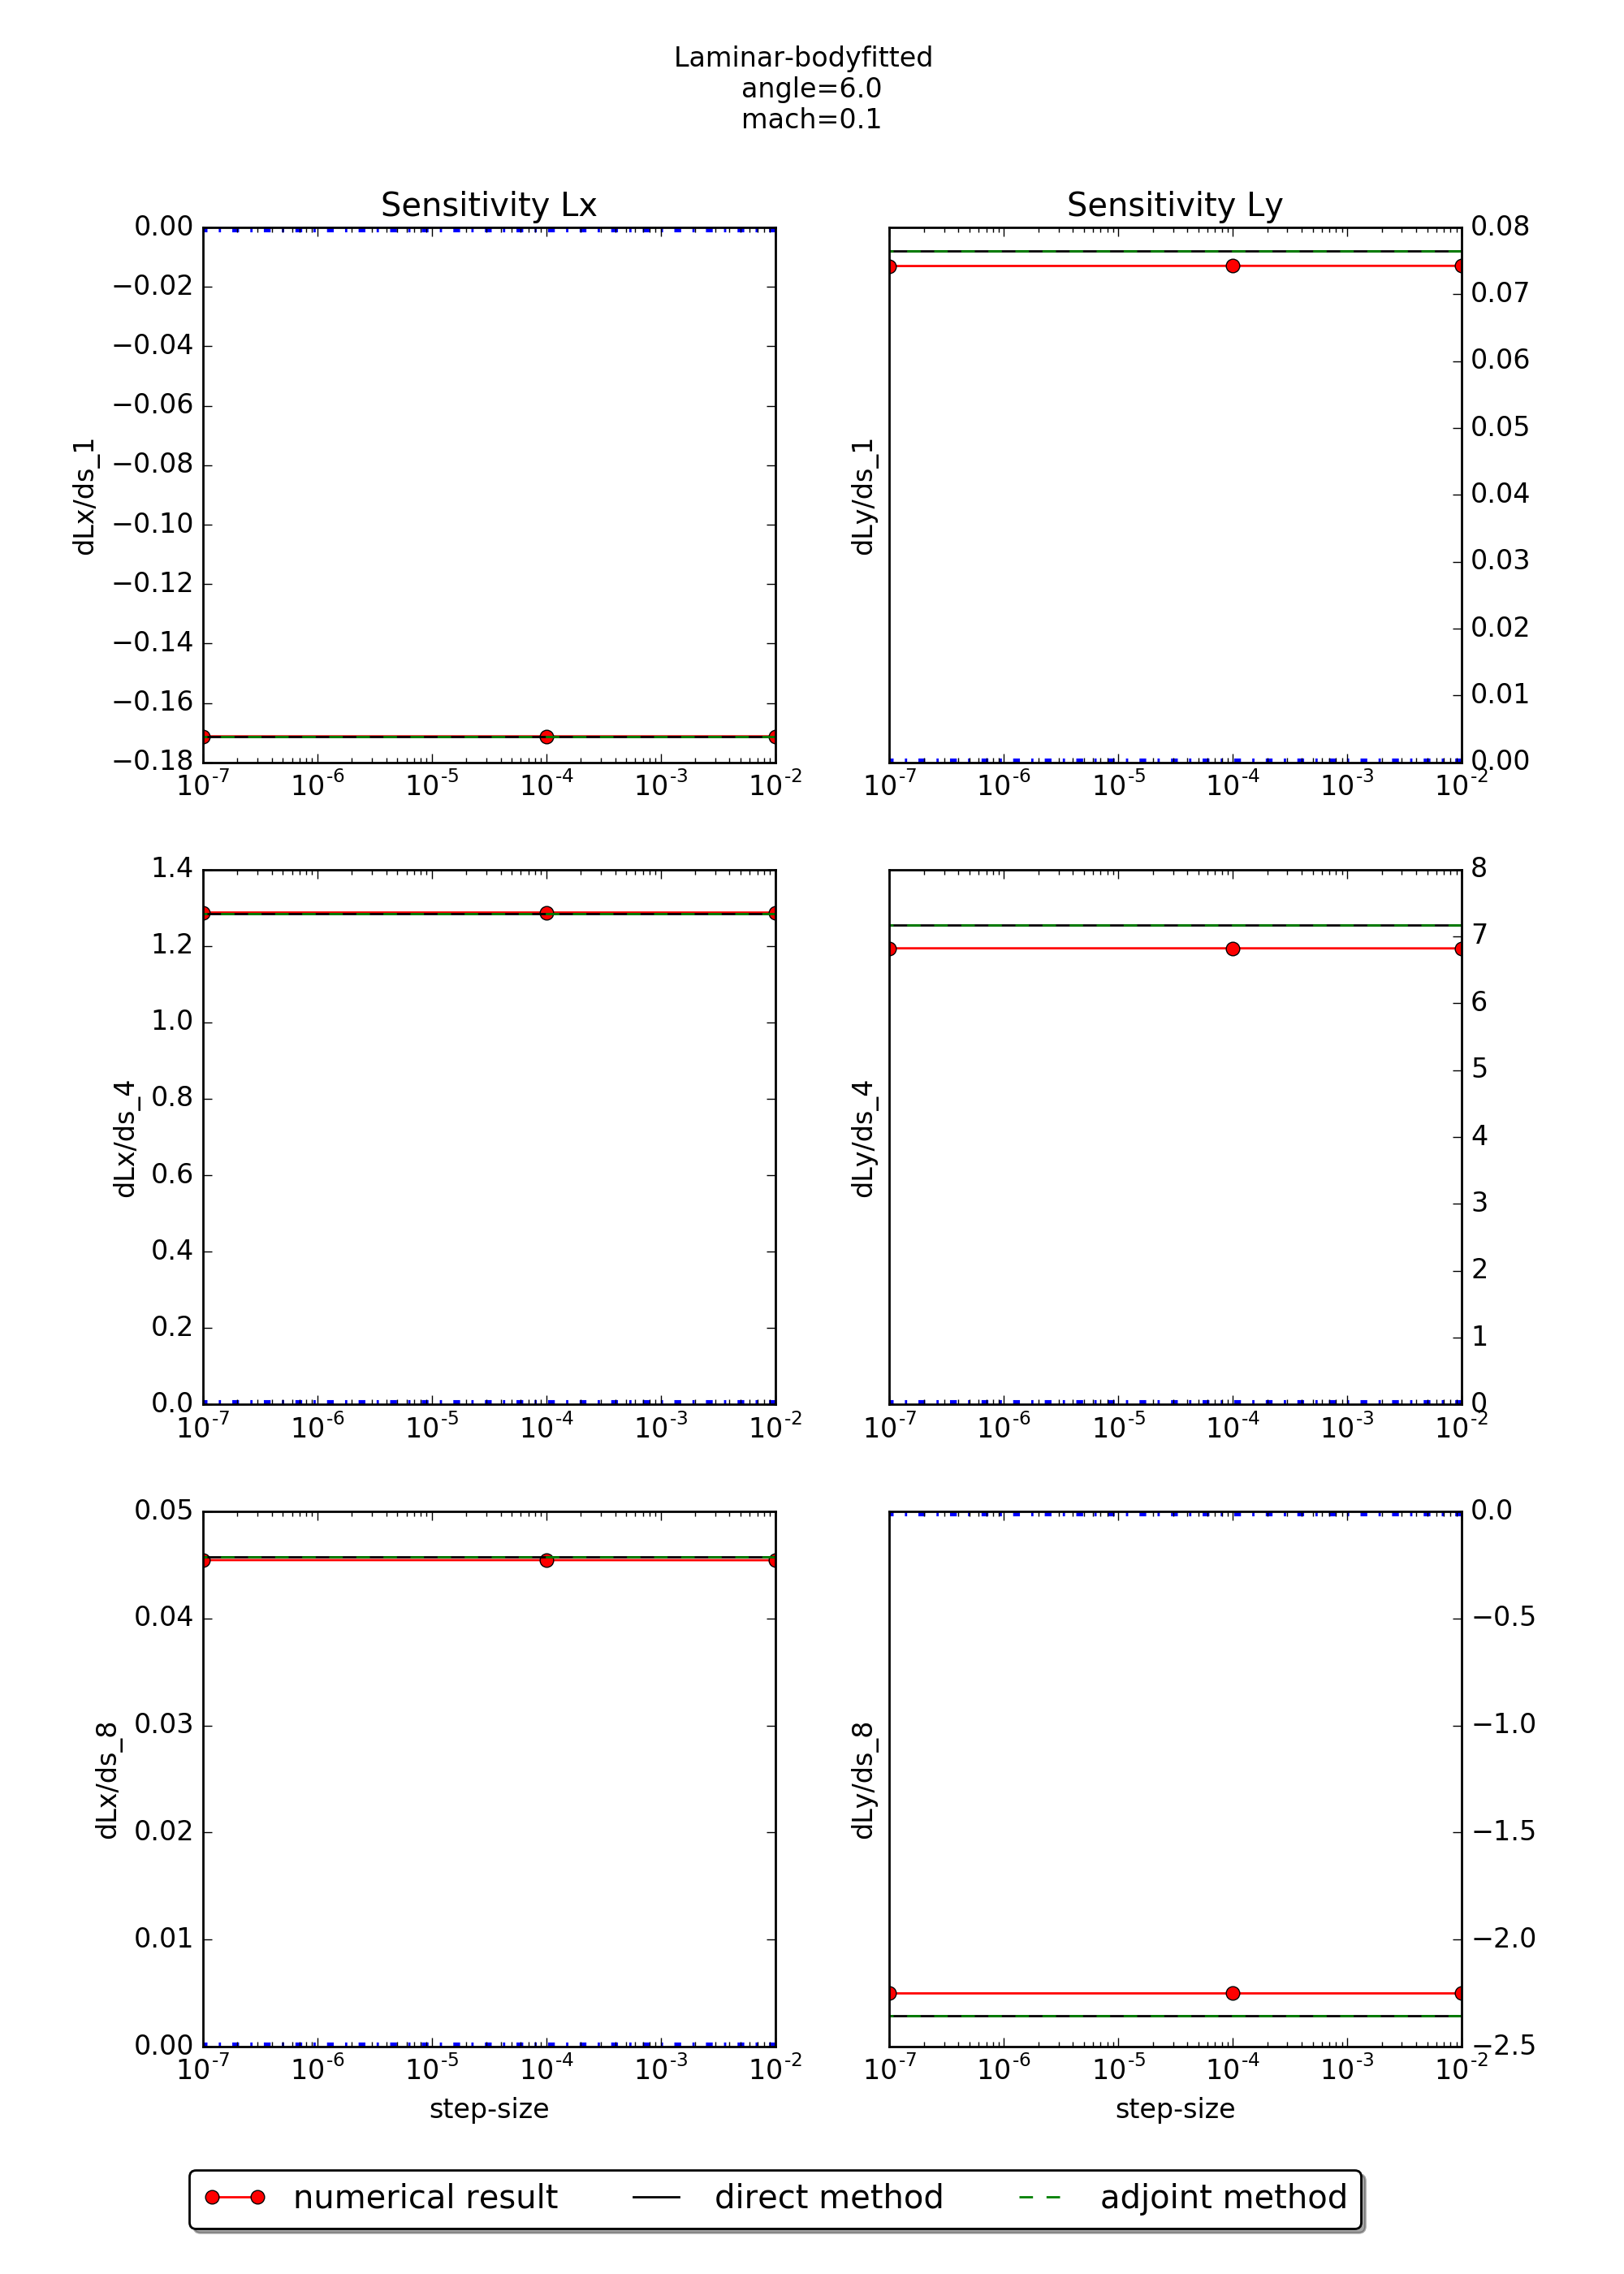 Laminar-bodyfitted
angle=6.0
mach=0.1
Sensitivity Lx
0.00
−0.02
−0.04
−0.06
−0.08
−0.10
−0.12
−0.14
−0.16
−0.18
dLx/ds_1
10-7 10-6 10-5 10-4 10-3 10-2
Sensitivity Ly
0.08
0.07
0.06
0.05
0.04
0.03
0.02
0.01
0.00
dLy/ds_1
10-7 10-6 10-5 10-4 10-3 10-2
1.4
1.2
1.0
0.8
0.6
0.4
0.2
0.0
dLx/ds_4
10-7 10-6 10-5 10-4 10-3 10-2
8
7
6
5
4
3
2
1
0
dLy/ds_4
10-7 10-6 10-5 10-4 10-3 10-2
0.05
0.04
0.03
0.02
0.01
0.00
dLx/ds_8
10-7 10-6 10-5 10-4 10-3 10-2
step-size
0.0
−0.5
−1.0
−1.5
−2.0
−2.5
dLy/ds_8
10-7 10-6 10-5 10-4 10-3 10-2
step-size
numerical result direct method adjoint method